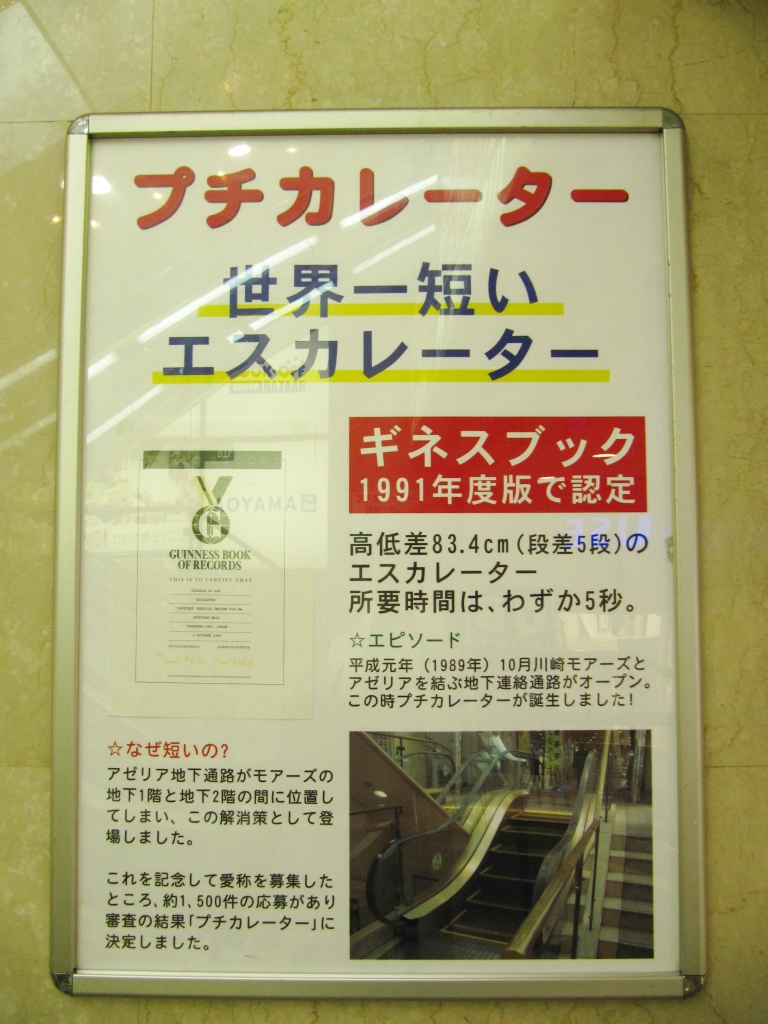 プチカレーター
世界一短い
エスカレーター
ギネスブック
1991年度版で認定
高低差83.4cm(段差5段)の
エスカレーター
所要時間は、わずか5秒。
☆エピソード
平成元年（1989年）10月川崎モアーズと
アゼリアを結ぶ地下連絡通路がオープン。
この時プチカレーターが誕生しました!
GUINNESS BOOK
OF RECORDS
THIS IS TO CERTIFY THAT
☆なぜ短いの?
アゼリア地下通路がモアーズの
地下1階と地下2階の間に位置し
てしまい、この解消策として登
場しました。
これを記念して愛称を募集した
ところ、約1,500件の応募があり
審査の結果「プチカレーター」に
決定しました。